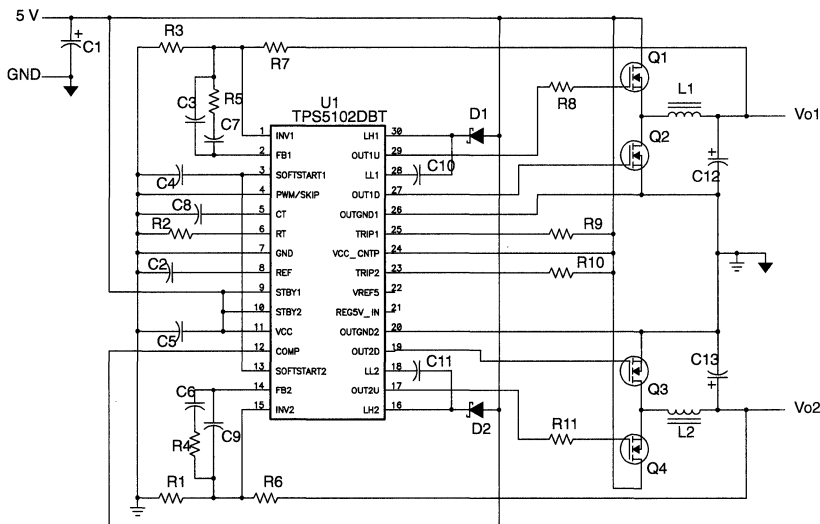 5 V
C1
GND
R3
R7
C3
R5
C7
U1
TPS5102DBT
D1
Q1
R8
L1
Vo1
Q2
C12
C10
C4
C8
R2
C2
C5
R9
R10
1 INV1 LH1 30
2 FB1 OUT1U 29
3 SOFTSTART1 LL1 28
4 PWM/SKIP OUT1D 27
5 CT OUTGND1 26
6 RT TRIP1 25
7 GND VCC_CNTP 24
8 REF TRIP2 23
9 STBY1 VREF5 22
10 STBY2 REG5V_IN 21
11 VCC OUTGND2 20
12 COMP OUT2D 19
13 SOFTSTART2 LL2 18
14 FB2 OUT2U 17
15 INV2 LH2 16
C11
C13
Q3
C6
C9
R4
D2
R11
L2
Vo2
Q4
R1
R6